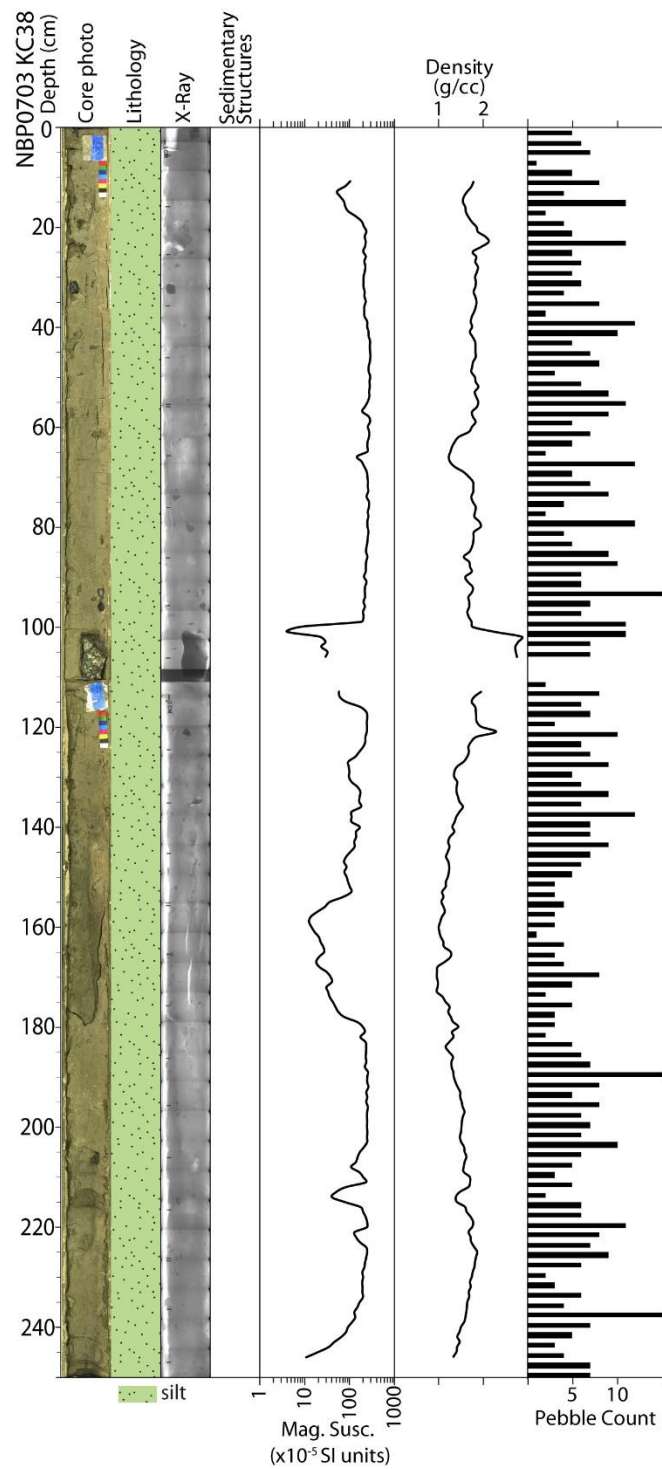 NBP0703 KC38
Depth (cm)
Core photo
Lithology
X-Ray
Sedimentary
Structures
Density
(g/cc)
1 2
0
20
40
60
80
100
120
140
160
180
200
220
240
silt
1 10 100 1000
Mag. Susc.
(x10⁻⁵ SI units)
5 10
Pebble Count